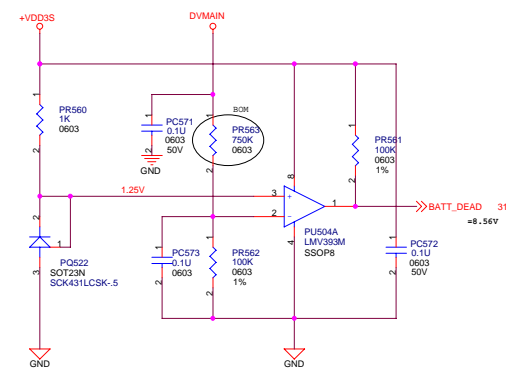 +VDD3S
DVMAIN
BOM
1
PR560
1K
0603
2
1
PC571
0.1U
0603
50V
2
GND
1
PR563
750K
0603
2
1
PR561
100K
0603
1%
2
1.25V
3
+
8
1
2
-
4
PU504A
LMV393M
SSOP8
BATT_DEAD 31
=8.56V
2
1
3
PQ522
SOT23N
SCK431LCSK-.5
1
PC573
0.1U
0603
2
1
PR562
100K
0603
1%
2
1
PC572
0.1U
0603
50V
2
GND
GND